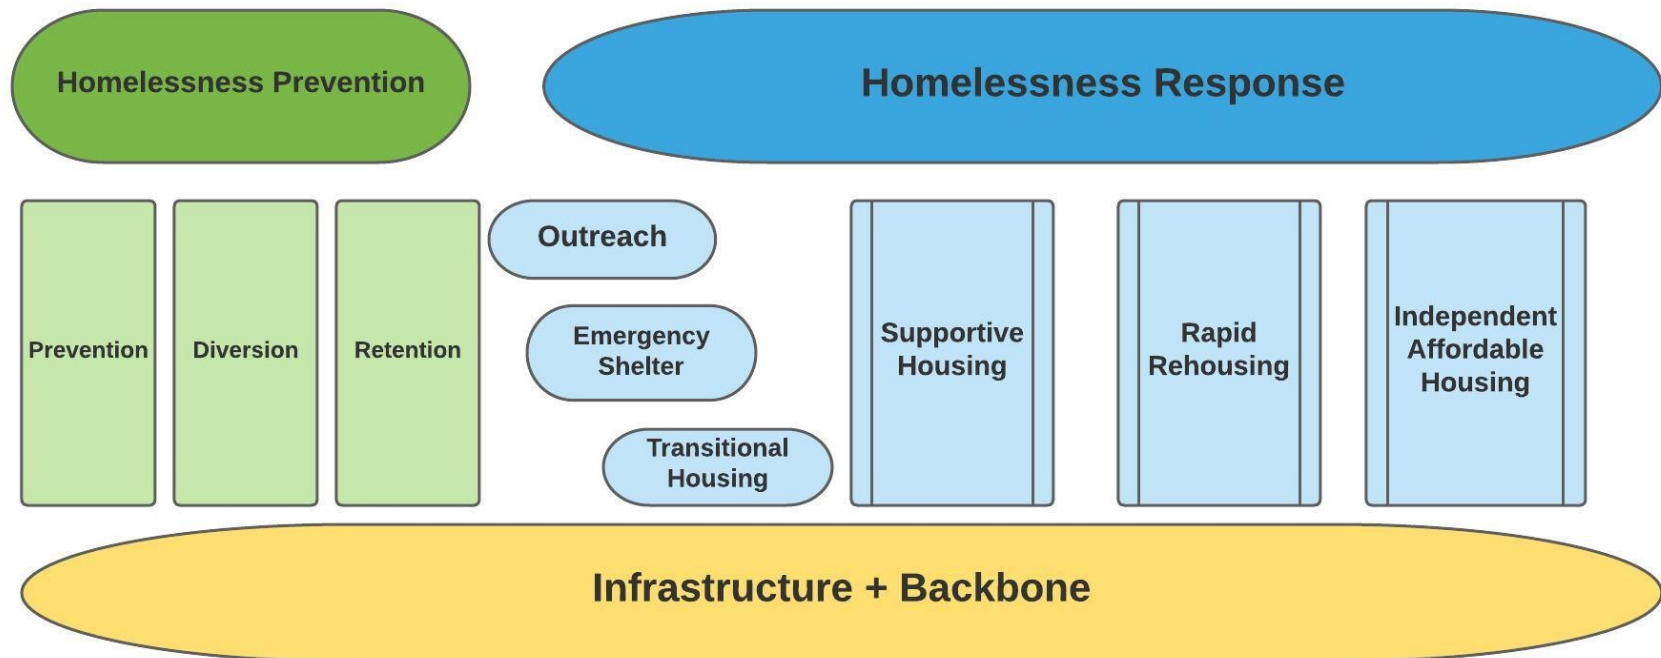 Homelessness Prevention
Homelessness Response
Prevention
Diversion
Retention
Outreach
Emergency
Shelter
Transitional
Housing
Supportive
Housing
Rapid
Rehousing
Independent
Affordable
Housing
Infrastructure + Backbone